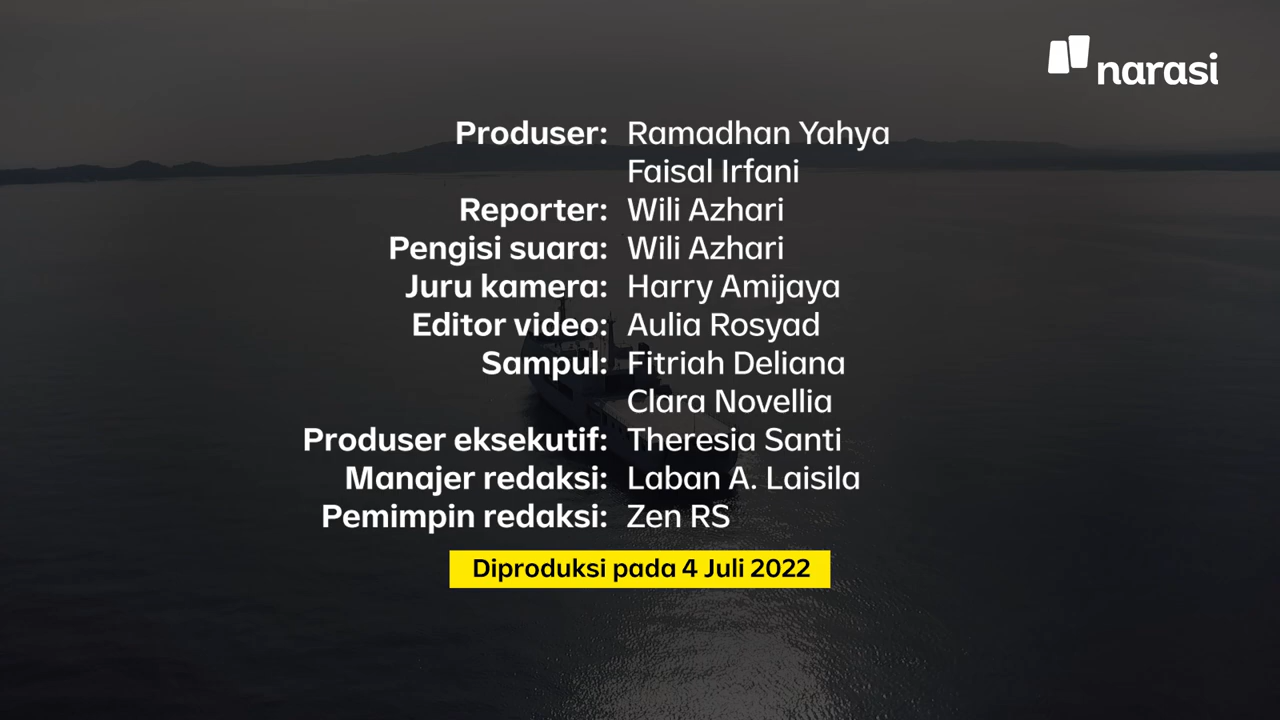 narasi
Produser: Ramadhan Yahya
Faisal Irfani
Reporter: Wili Azhari
Pengisi suara: Wili Azhari
Juru kamera: Harry Amijaya
Editor video: Aulia Rosyad
Sampul: Fitriah Deliana
Clara Novellia
Produser eksekutif: Theresia Santi
Manajer redaksi: Laban A. Laisila
Pemimpin redaksi: Zen RS
Diproduksi pada 4 Juli 2022